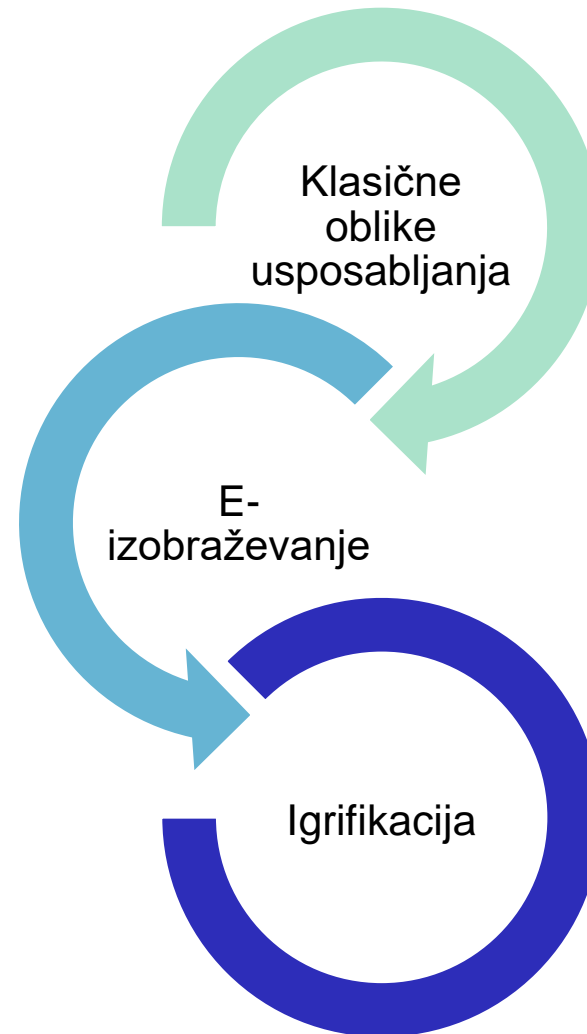 Klasične
oblike
usposabljanja
E-
izobraževanje
Igrifikacija